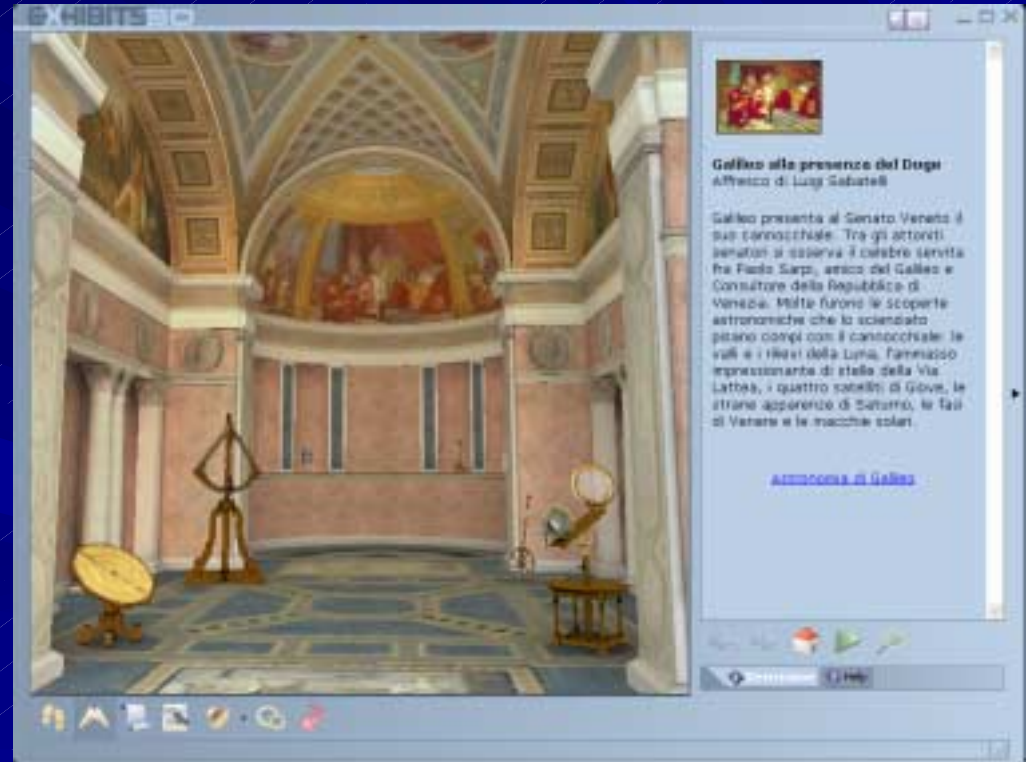 EXHIBITS3D
Galileo alla presenza del Doge
Affresco di Luigi Sabatelli
Galileo presenta al Senato Veneto il
suo cannocchiale. Tra gli attoniti
senatori si osserva il celebre servita
fra Paolo Sarpi, amico del Galileo e
Consultore della Repubblica di
Venezia. Molte furono le scoperte
astronomiche che lo scienziato
pisano compì con il cannocchiale: le
valli e i rilievi della Luna, l'ammasso
impressionante di stelle della Via
Lattea, i quattro satelliti di Giove, le
strane apparenze di Saturno, le fasi
di Venere e le macchie solari.
Astronomia di Galileo
Help